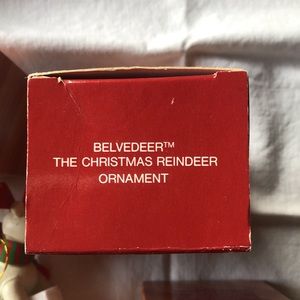 BELVEDEER™
THE CHRISTMAS REINDEER
ORNAMENT